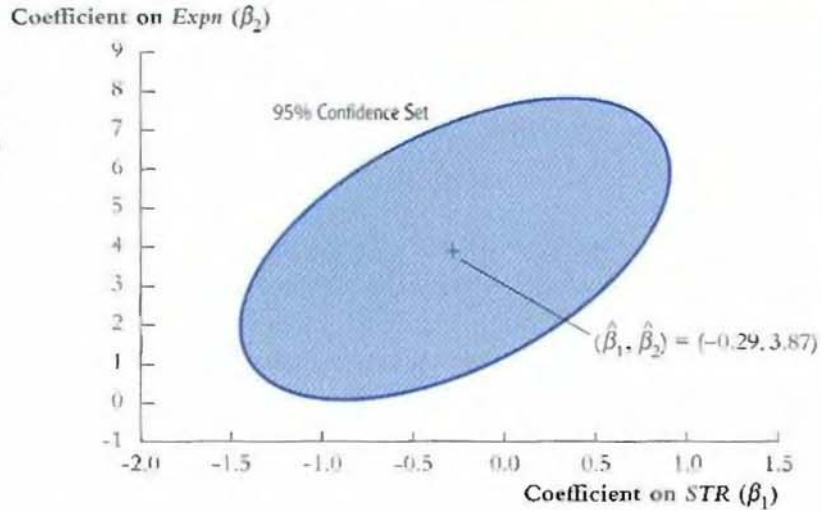 Coefficient on Expn (β₂)
9
8
95% Confidence Set
7
6
5
4
3
2
(β̂₁, β̂₂) = (−0.29, 3.87)
1
0
-1
-2.0 -1.5 -1.0 -0.5 0.0 0.5 1.0 1.5
Coefficient on STR (β₁)